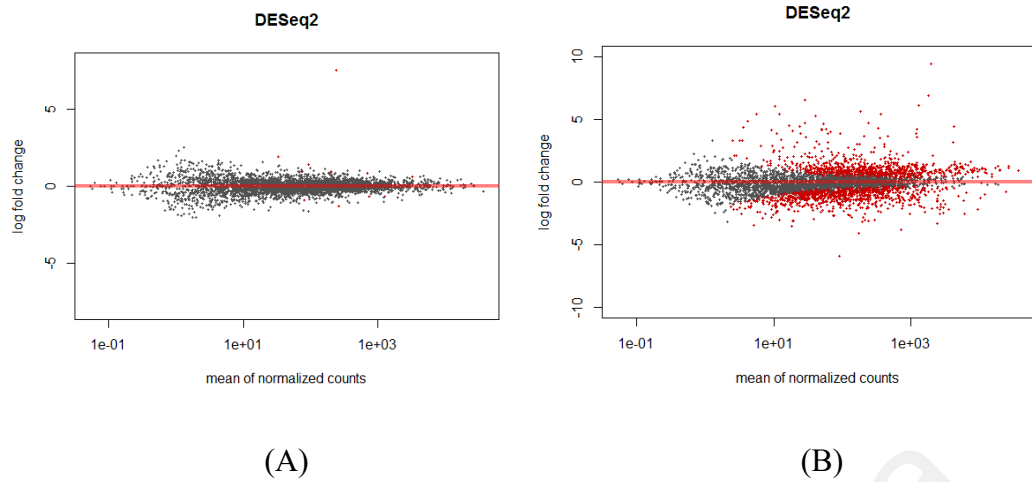 DESeq2
log fold change
5
0
-5
1e-01 1e+01 1e+03
mean of normalized counts
(A)
DESeq2
log fold change
10
5
0
-5
-10
1e-01 1e+01 1e+03
mean of normalized counts
(B)